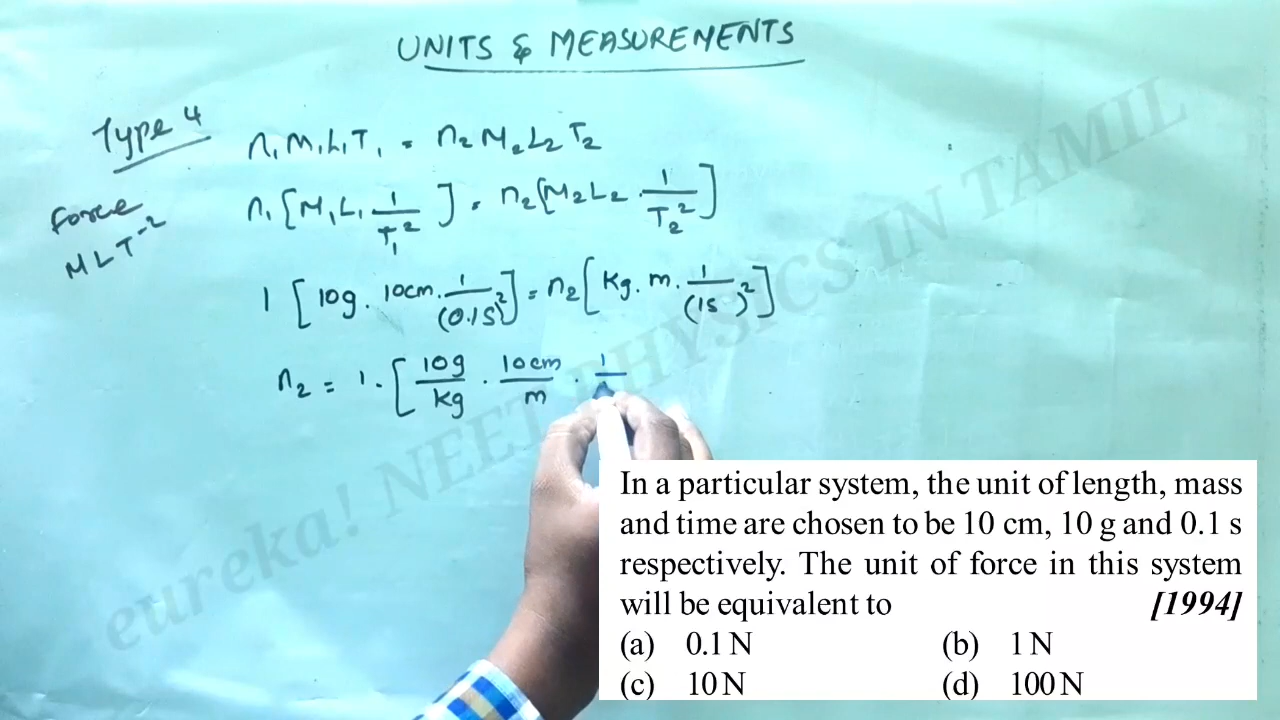 UNITS & MEASUREMENTS
Type 4
n₁M₁L₁T₁ = n₂M₂L₂T₂
Force
MLT⁻²
n₁[M₁L₁ 1/T₁²] = n₂[M₂L₂ · 1/T₂²]
1 [10g · 10cm · 1/(0.1S)²] = n₂[kg · m · 1/(1s)²]
n₂ = 1 · [10g/kg · 10cm/m · 1/
eureka! NEET PHYSICS IN TAMIL
In a particular system, the unit of length, mass
and time are chosen to be 10 cm, 10 g and 0.1 s
respectively. The unit of force in this system
will be equivalent to [1994]
(a) 0.1 N (b) 1 N
(c) 10 N (d) 100 N